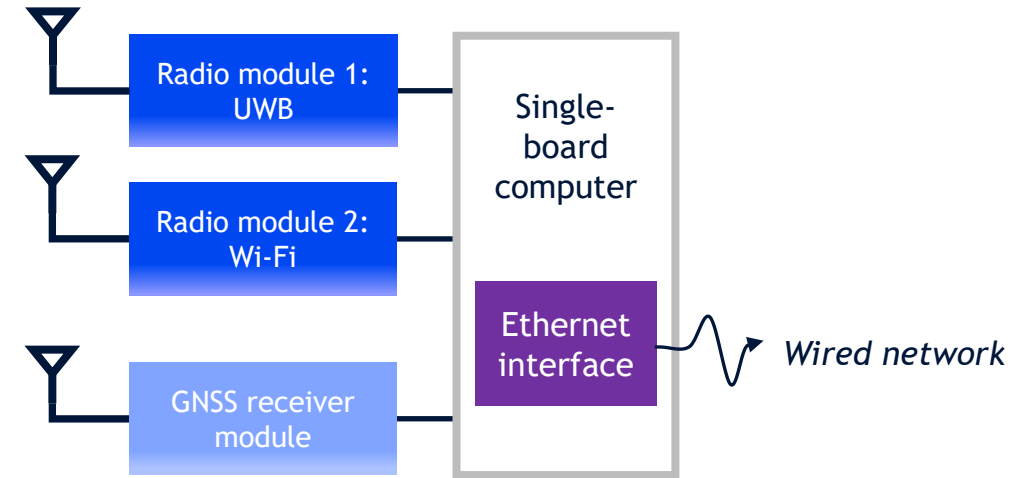 Radio module 1:
UWB
Single-
board
computer
Radio module 2:
Wi-Fi
Ethernet
interface
Wired network
GNSS receiver
module